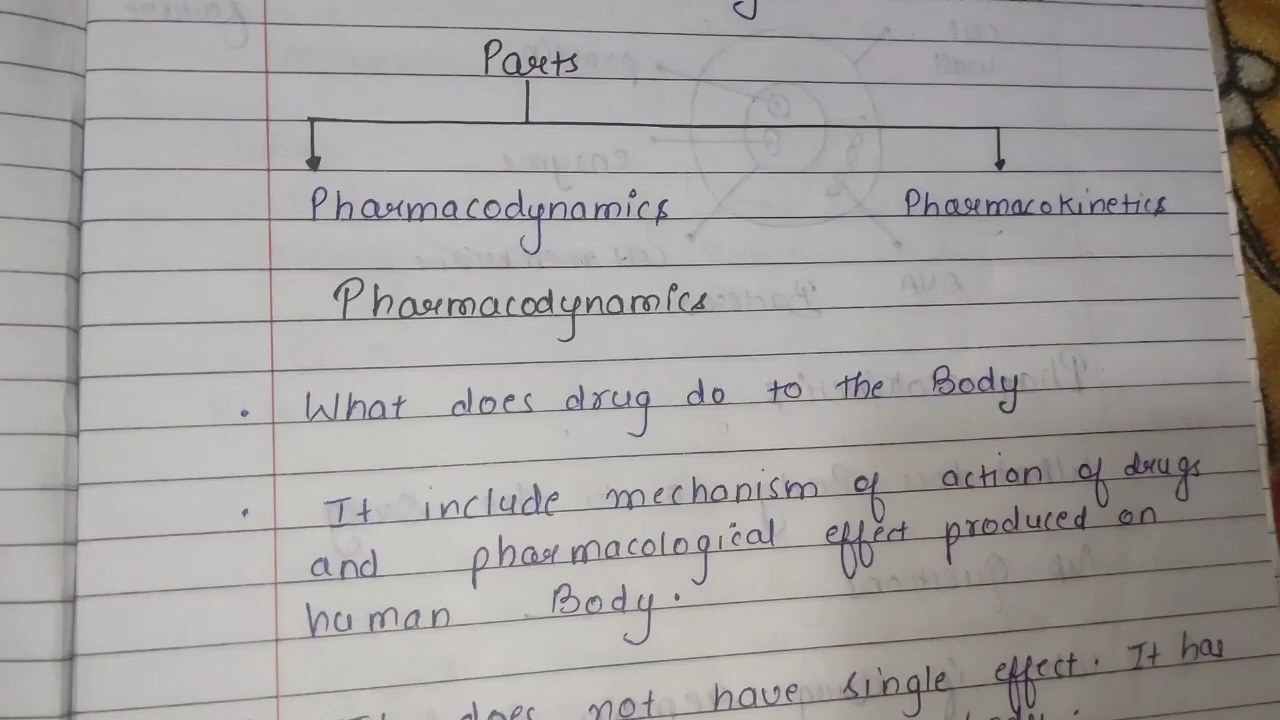 Parts
Pharmacodynamics Pharmacokinetics
Pharmacodynamics
. What does drug do to the Body
. It include mechanism of action of drugs
and pharmacological effect produced on
human Body.
does not have single effect. It has